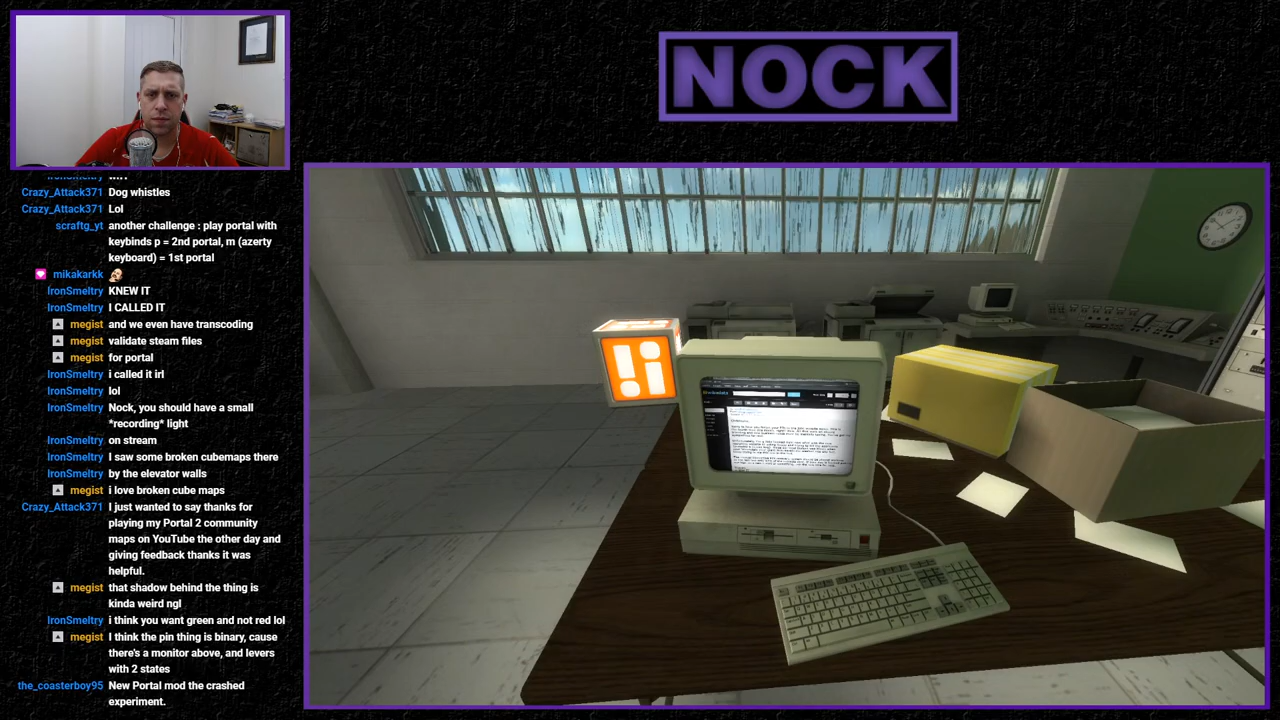 NOCK
Crazy_Attack371 Dog whistles
Crazy_Attack371 Lol
scraftg_yt another challenge : play portal with
keybinds p = 2nd portal, m (azerty
keyboard) = 1st portal
mikakarkk
IronSmeltry KNEW IT
IronSmeltry I CALLED IT
megist and we even have transcoding
megist validate steam files
megist for portal
IronSmeltry i called it irl
IronSmeltry lol
IronSmeltry Nock, you should have a small
*recording* light
IronSmeltry on stream
IronSmeltry I saw some broken cubemaps there
IronSmeltry by the elevator walls
megist i love broken cube maps
Crazy_Attack371 I just wanted to say thanks for
playing my Portal 2 community
maps on YouTube the other day and
giving feedback thanks it was
helpful.
megist that shadow behind the thing is
kinda weird ngl
IronSmeltry i think you want green and not red lol
megist I think the pin thing is binary, cause
there's a monitor above, and levers
with 2 states
the_coasterboy95 New Portal mod the crashed
experiment.